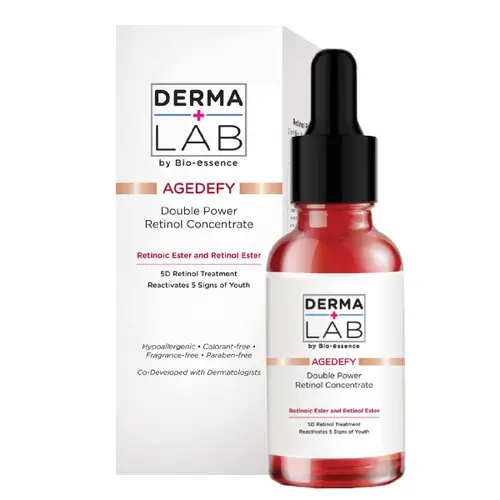 DERMA
+
LAB
by Bio-essence
AGEDEFY
Double Power
Retinol Concentrate
Retinoic Ester and Retinol Ester
5D Retinol Treatment
Reactivates 5 Signs of Youth
Hypoallergenic • Colorant-free •
Fragrance-free • Paraben-free
Co-Developed with Dermatologists
DERMA
+
LAB
by Bio-essence
AGEDEFY
Double Power
Retinol Concentrate
Retinoic Ester and Retinol Ester
5D Retinol Treatment
Reactivates 5 Signs of Youth